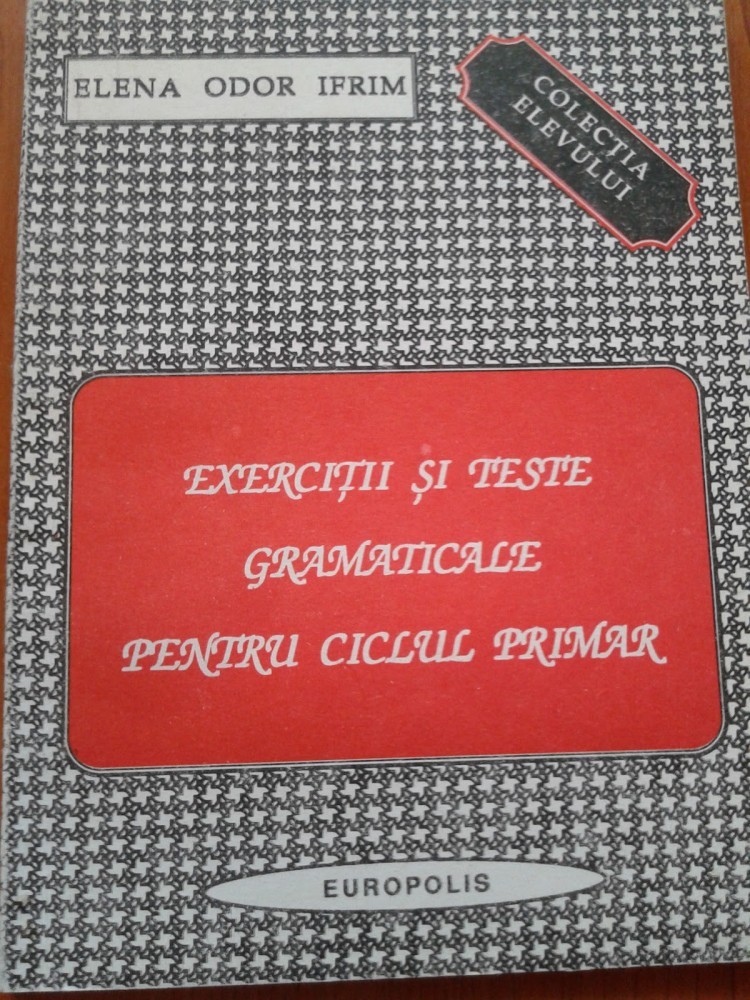 ELENA ODOR IFRIM
COLECȚIA
ELEVULUI
EXERCIȚII ȘI TESTE
GRAMATICALE
PENTRU CICLUL PRIMAR
EUROPOLIS